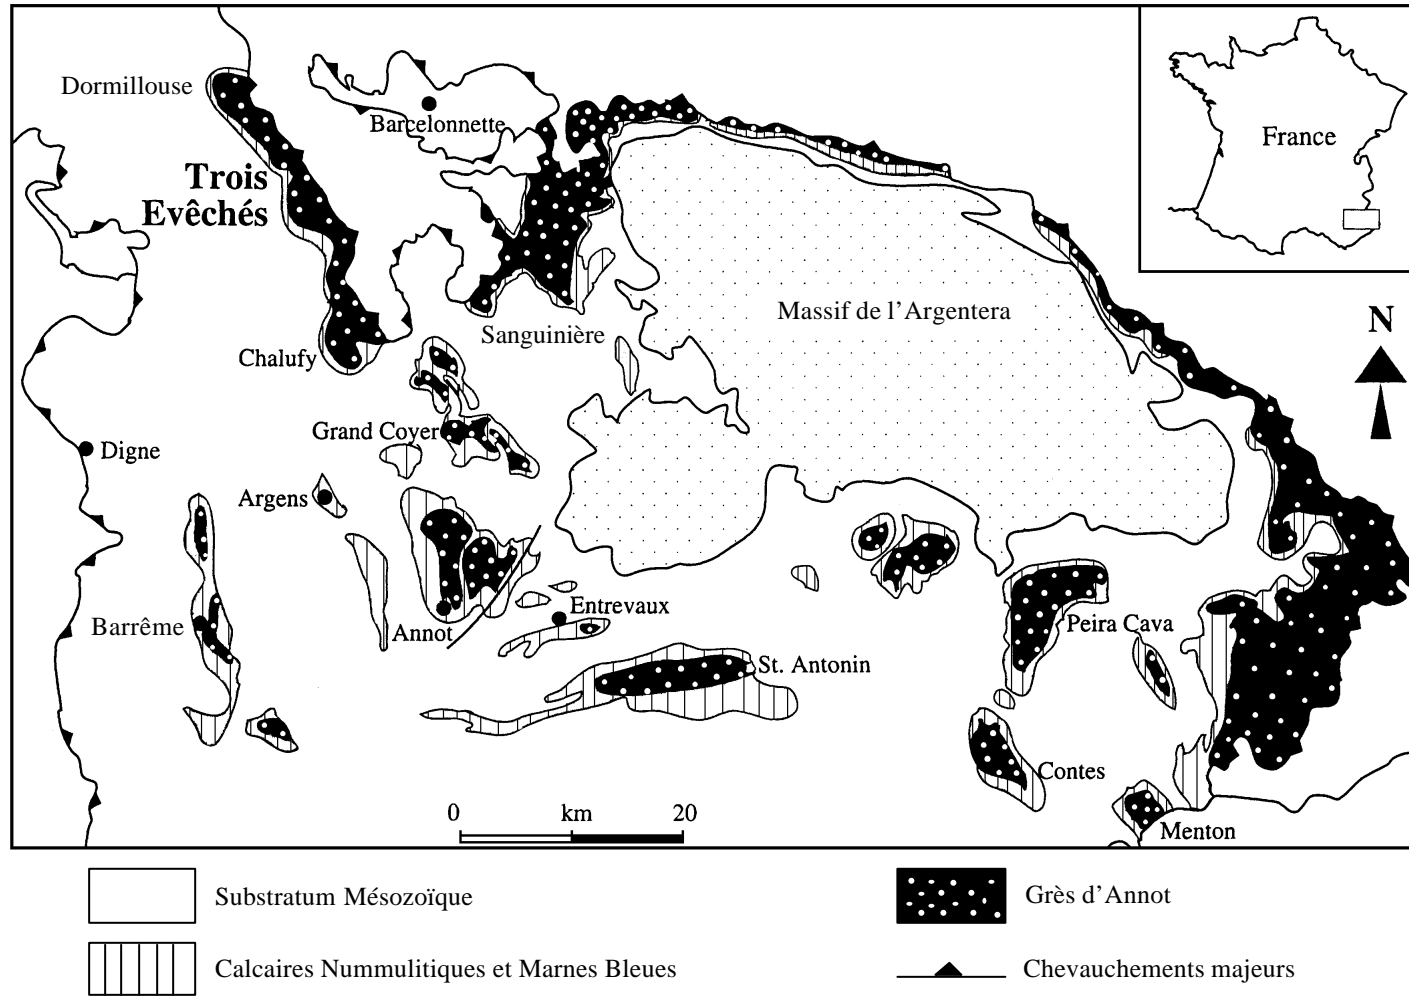 Dormillouse
Barcelonnette
Trois
Evêchés
France
Massif de l’Argentera
N
Sanguinière
Chalufy
Grand Coyer
Digne
Argens
Entrevaux
Barrême
Annot
Peira Cava
St. Antonin
Contes
0 km 20
Menton
Substratum Mésozoïque
Grès d’Annot
Calcaires Nummulitiques et Marnes Bleues
Chevauchements majeurs